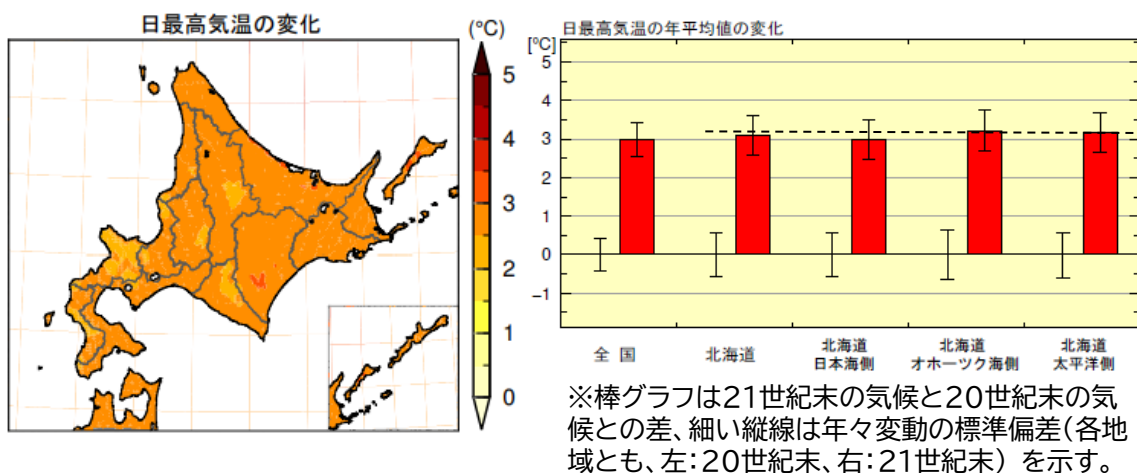 日最高気温の変化
(℃)
5
4
3
2
1
0
日最高気温の年平均値の変化
[℃]
5
4
3
2
1
0
−1
全 国
北海道
北海道
日本海側
北海道
オホーツク海側
北海道
太平洋側
※棒グラフは21世紀末の気候と20世紀末の気
候との差、細い縦線は年々変動の標準偏差(各地
域とも、左:20世紀末、右:21世紀末) を示す。